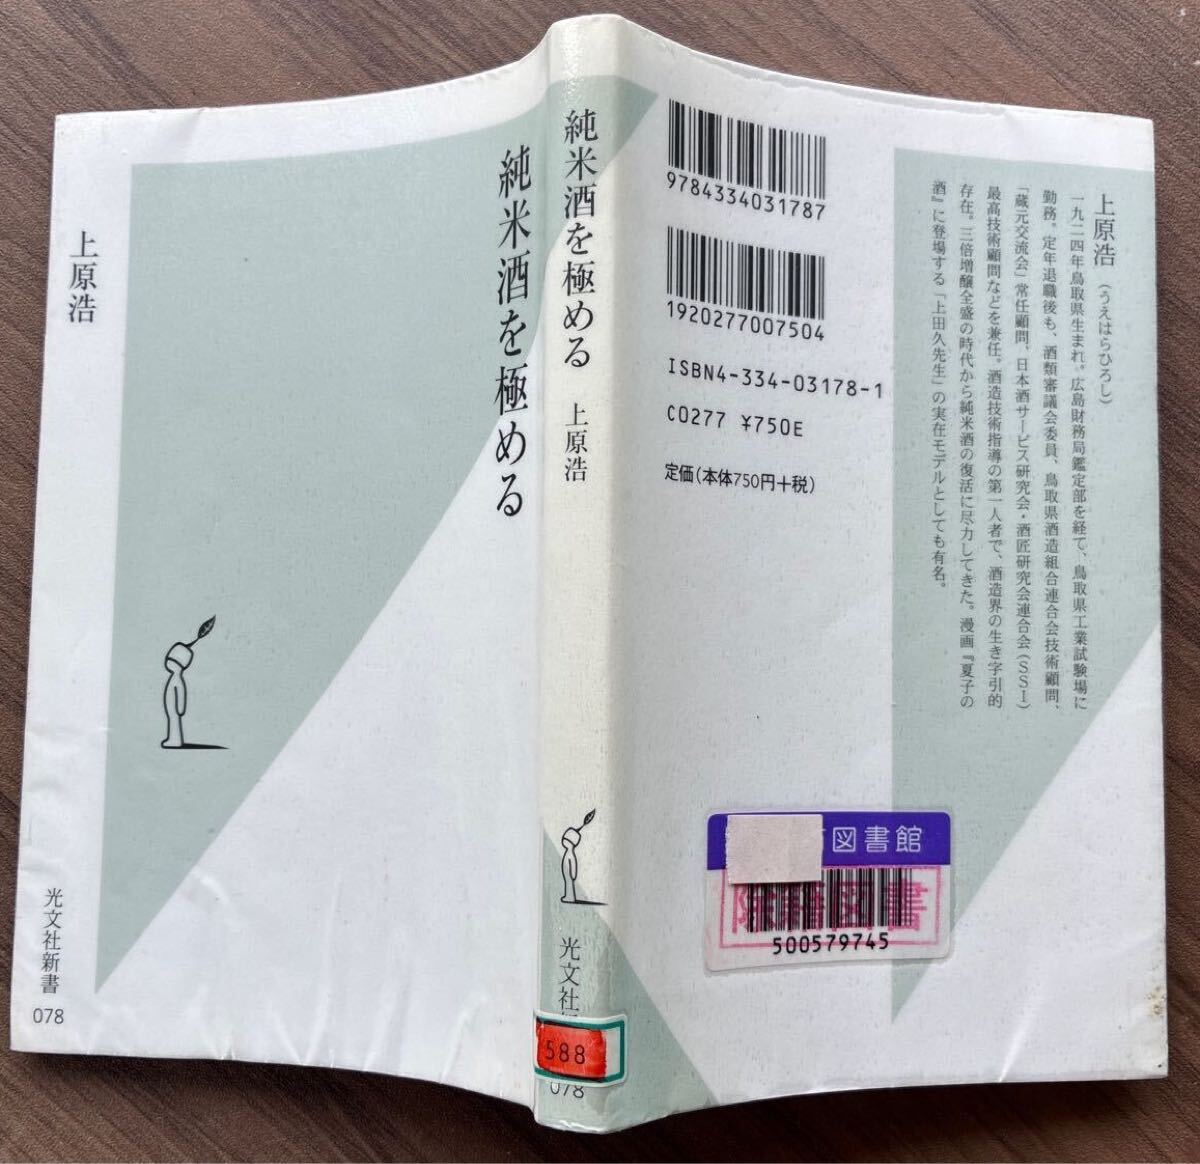 上原浩
純米酒を極める
光文社新書
078
純米酒を極める
上原浩
光文社
588
078
9784334031787
1920277007504
ISBN4-334-03178-1
C0277 ¥750E
定価(本体750円+税)
上原浩(うえはらひろし)
一九二四年鳥取県生まれ。広島財務局鑑定部を経て、鳥取県工業試験場に
勤務。定年退職後も、酒類審議会委員、鳥取県酒造組合連合会技術顧問、
「蔵元交流会」常任顧問、日本酒サービス研究会・酒匠研究会連合会(SSI)
最高技術顧問などを兼任。酒造技術指導の第一人者で、酒造界の生き字引的
存在。三倍増醸全盛の時代から純米酒の復活に尽力してきた。漫画『夏子の
酒』に登場する「上田久先生」の実在モデルとしても有名。
図書館
除籍図書
500579745